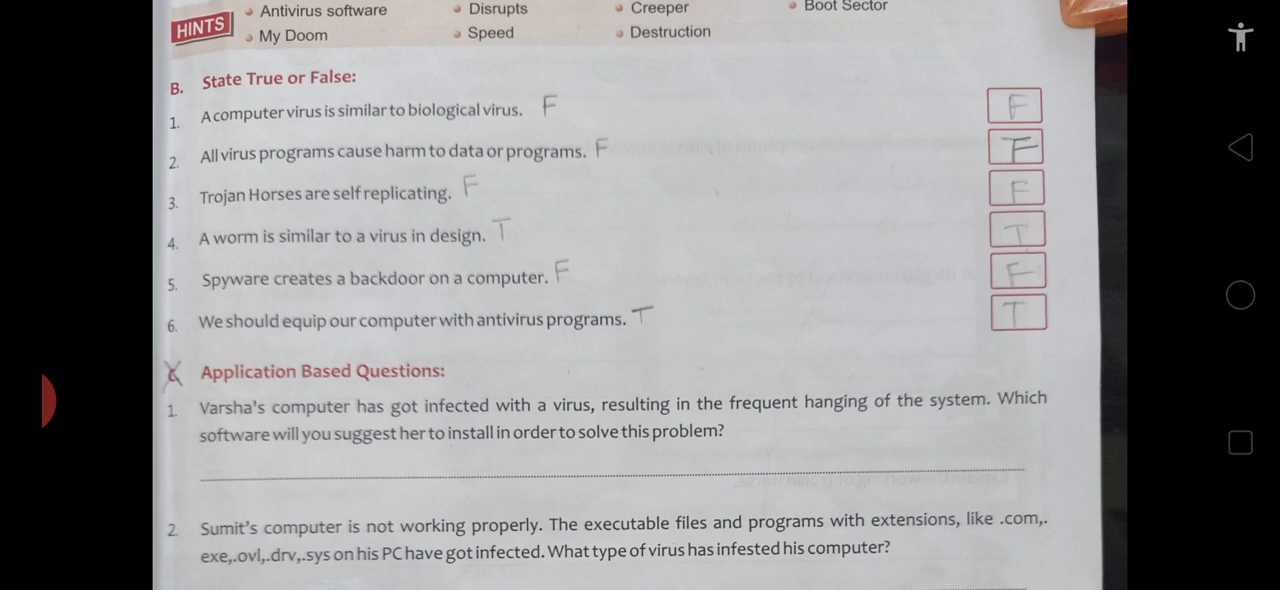 HINTS
• Antivirus software • Disrupts • Creeper • Boot Sector
• My Doom • Speed • Destruction
B. State True or False:
1. A computer virus is similar to biological virus. F F
2. All virus programs cause harm to data or programs. F F
3. Trojan Horses are self replicating. F F
4. A worm is similar to a virus in design. T T
5. Spyware creates a backdoor on a computer. F F
6. We should equip our computer with antivirus programs. T T
C. Application Based Questions:
1. Varsha's computer has got infected with a virus, resulting in the frequent hanging of the system. Which
software will you suggest her to install in order to solve this problem?
2. Sumit's computer is not working properly. The executable files and programs with extensions, like .com,.
exe,.ovl,.drv,.sys on his PC have got infected. What type of virus has infested his computer?